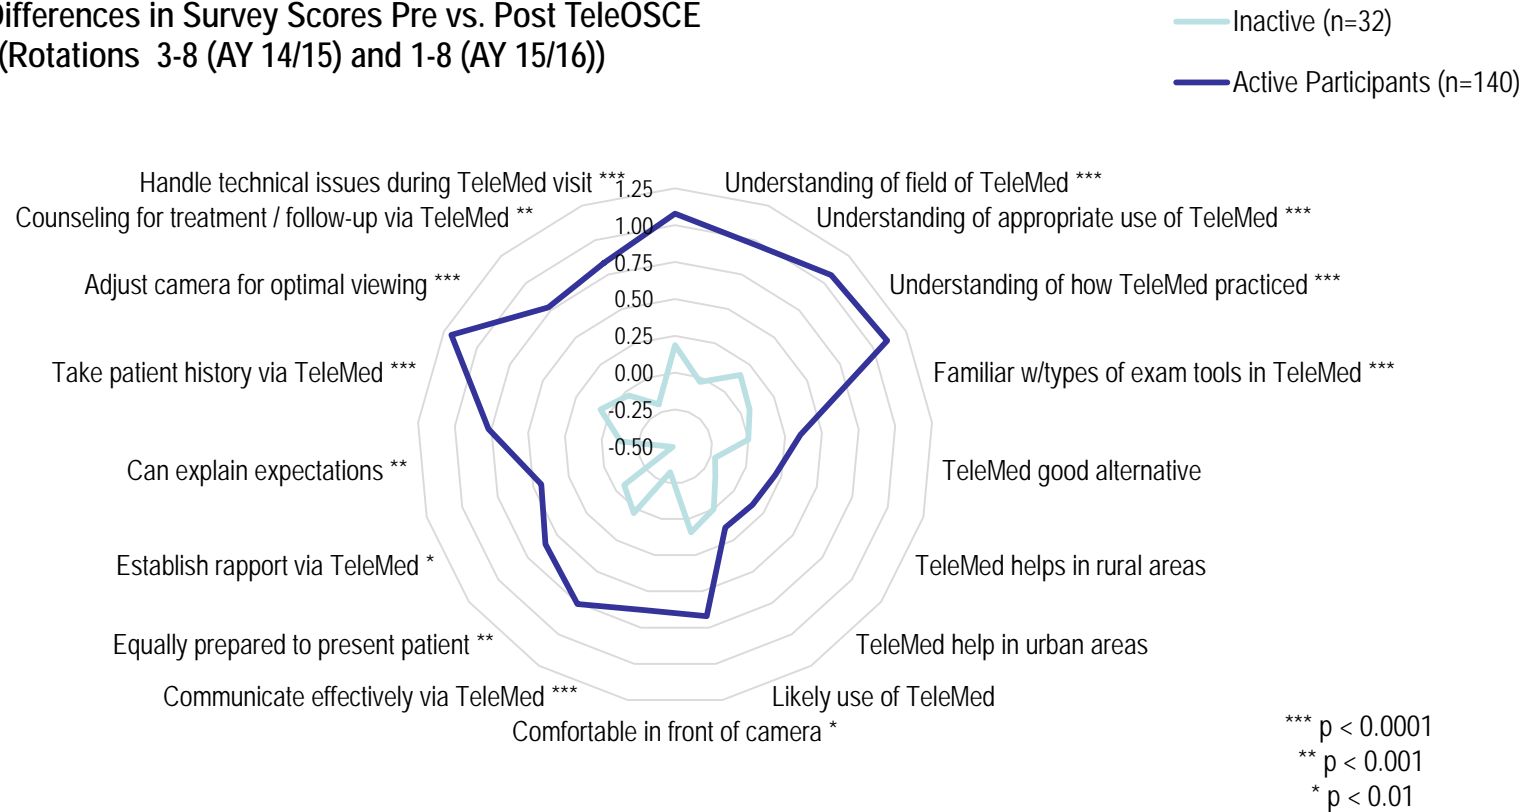 ifferences in Survey Scores Pre vs. Post TeleOSCE
(Rotations 3-8 (AY 14/15) and 1-8 (AY 15/16))
Inactive (n=32)
Active Participants (n=140)
Handle technical issues during TeleMed visit ***
Counseling for treatment / follow-up via TeleMed **
Adjust camera for optimal viewing ***
Take patient history via TeleMed ***
Can explain expectations **
Establish rapport via TeleMed *
Equally prepared to present patient **
Communicate effectively via TeleMed ***
Comfortable in front of camera *
1.25
1.00
0.75
0.50
0.25
0.00
-0.25
-0.50
Understanding of field of TeleMed ***
Understanding of appropriate use of TeleMed ***
Understanding of how TeleMed practiced ***
Familiar w/types of exam tools in TeleMed ***
TeleMed good alternative
TeleMed helps in rural areas
TeleMed help in urban areas
Likely use of TeleMed
*** p < 0.0001
** p < 0.001
* p < 0.01